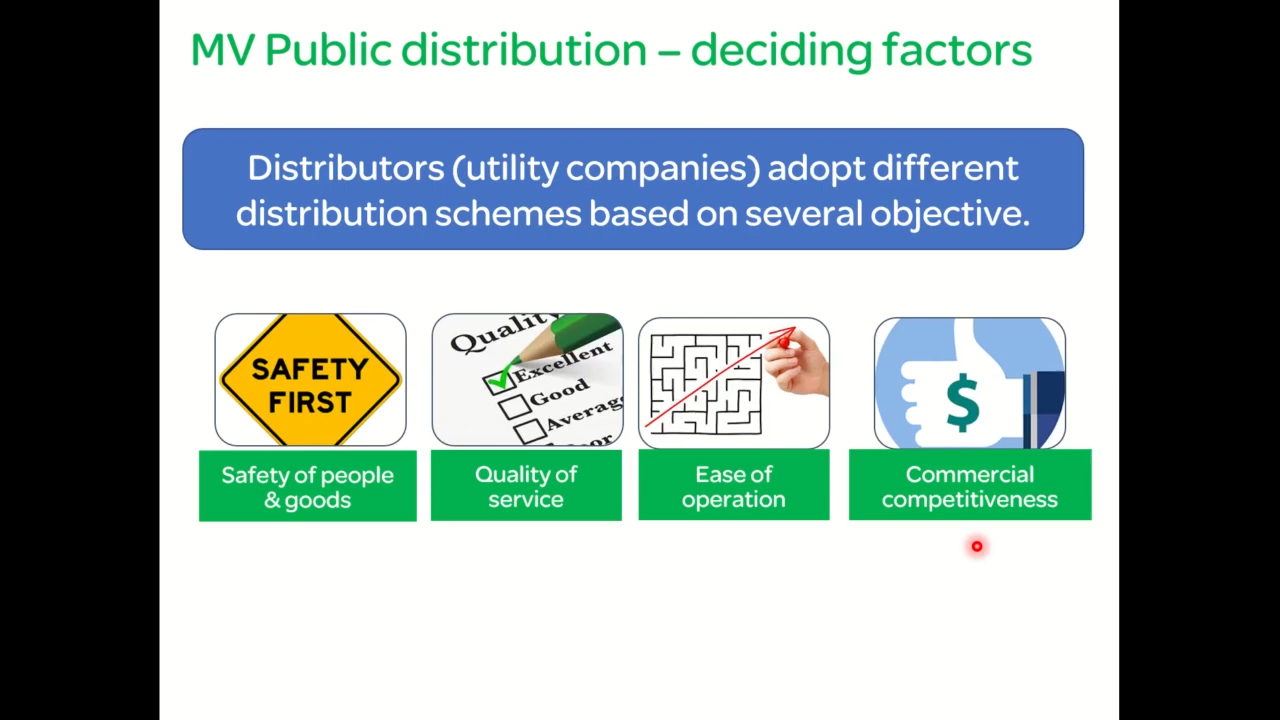 MV Public distribution – deciding factors
Distributors (utility companies) adopt different
distribution schemes based on several objective.
SAFETY
FIRST
Quality
Excellent
Good
Average
$
Safety of people
& goods
Quality of
service
Ease of
operation
Commercial
competitiveness